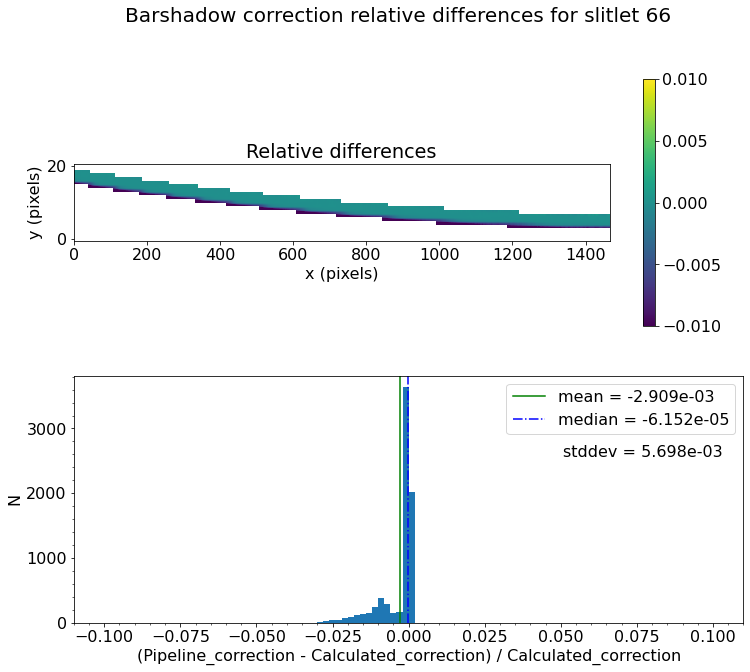 Barshadow correction relative differences for slitlet 66
Relative differences
y (pixels)
20
10
0
0 200 400 600 800 1000 1200 1400
x (pixels)
0.010
0.005
0.000
−0.005
−0.010
N
3000
2000
1000
0
mean = -2.909e-03
median = -6.152e-05
stddev = 5.698e-03
−0.100 −0.075 −0.050 −0.025 0.000 0.025 0.050 0.075 0.100
(Pipeline_correction - Calculated_correction) / Calculated_correction